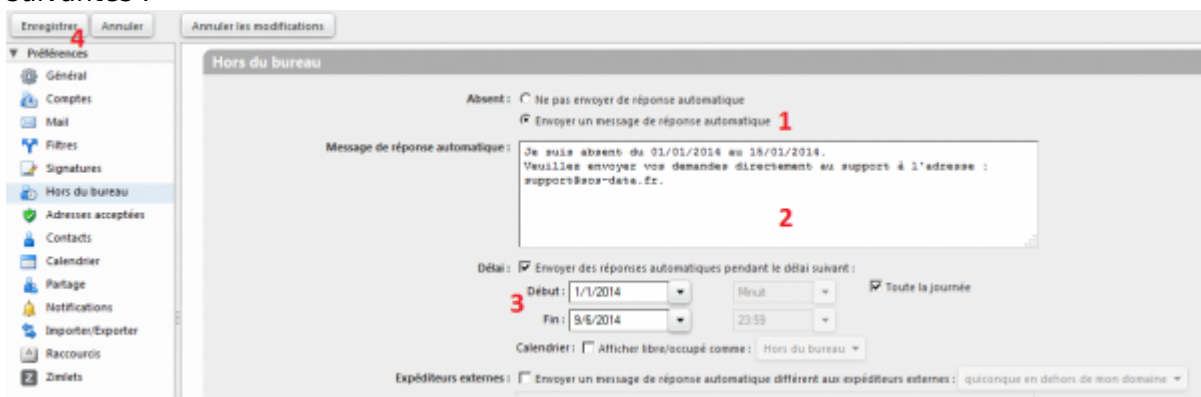 suivantes :
Enregistrer Annuler Annuler les modifications
4
Préférences
Général
Comptes
Mail
Filtres
Signatures
Hors du bureau
Adresses acceptées
Contacts
Calendrier
Partage
Notifications
Importer/Exporter
Raccourcis
Zimlets
Hors du bureau
Absent : Ne pas envoyer de réponse automatique
Envoyer un message de réponse automatique 1
Message de réponse automatique :
Je suis absent du 01/01/2014 au 15/01/2014.
Veuillez envoyer vos demandes directement au support à l'adresse :
support@sos-data.fr.
2
Délai : Envoyer des réponses automatiques pendant le délai suivant :
Début : 1/1/2014 Minuit Toute la journée
3
Fin : 9/6/2014 23:59
Calendrier : Afficher libre/occupé comme : Hors du bureau
Expéditeurs externes : Envoyer un message de réponse automatique différent aux expéditeurs externes : quiconque en dehors de mon domaine